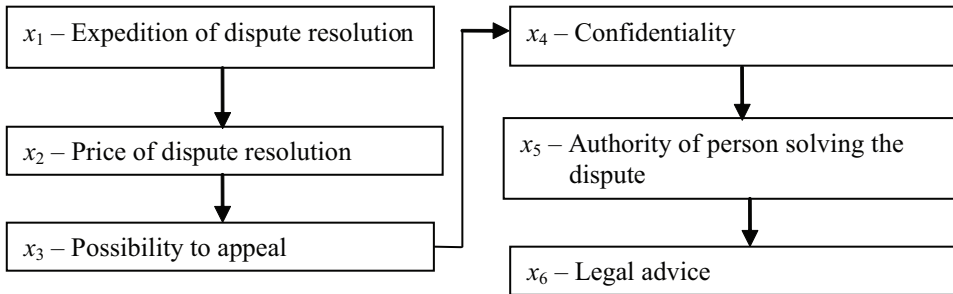 x₁ – Expedition of dispute resolution
x₂ – Price of dispute resolution
x₃ – Possibility to appeal
x₄ – Confidentiality
x₅ – Authority of person solving the
dispute
x₆ – Legal advice